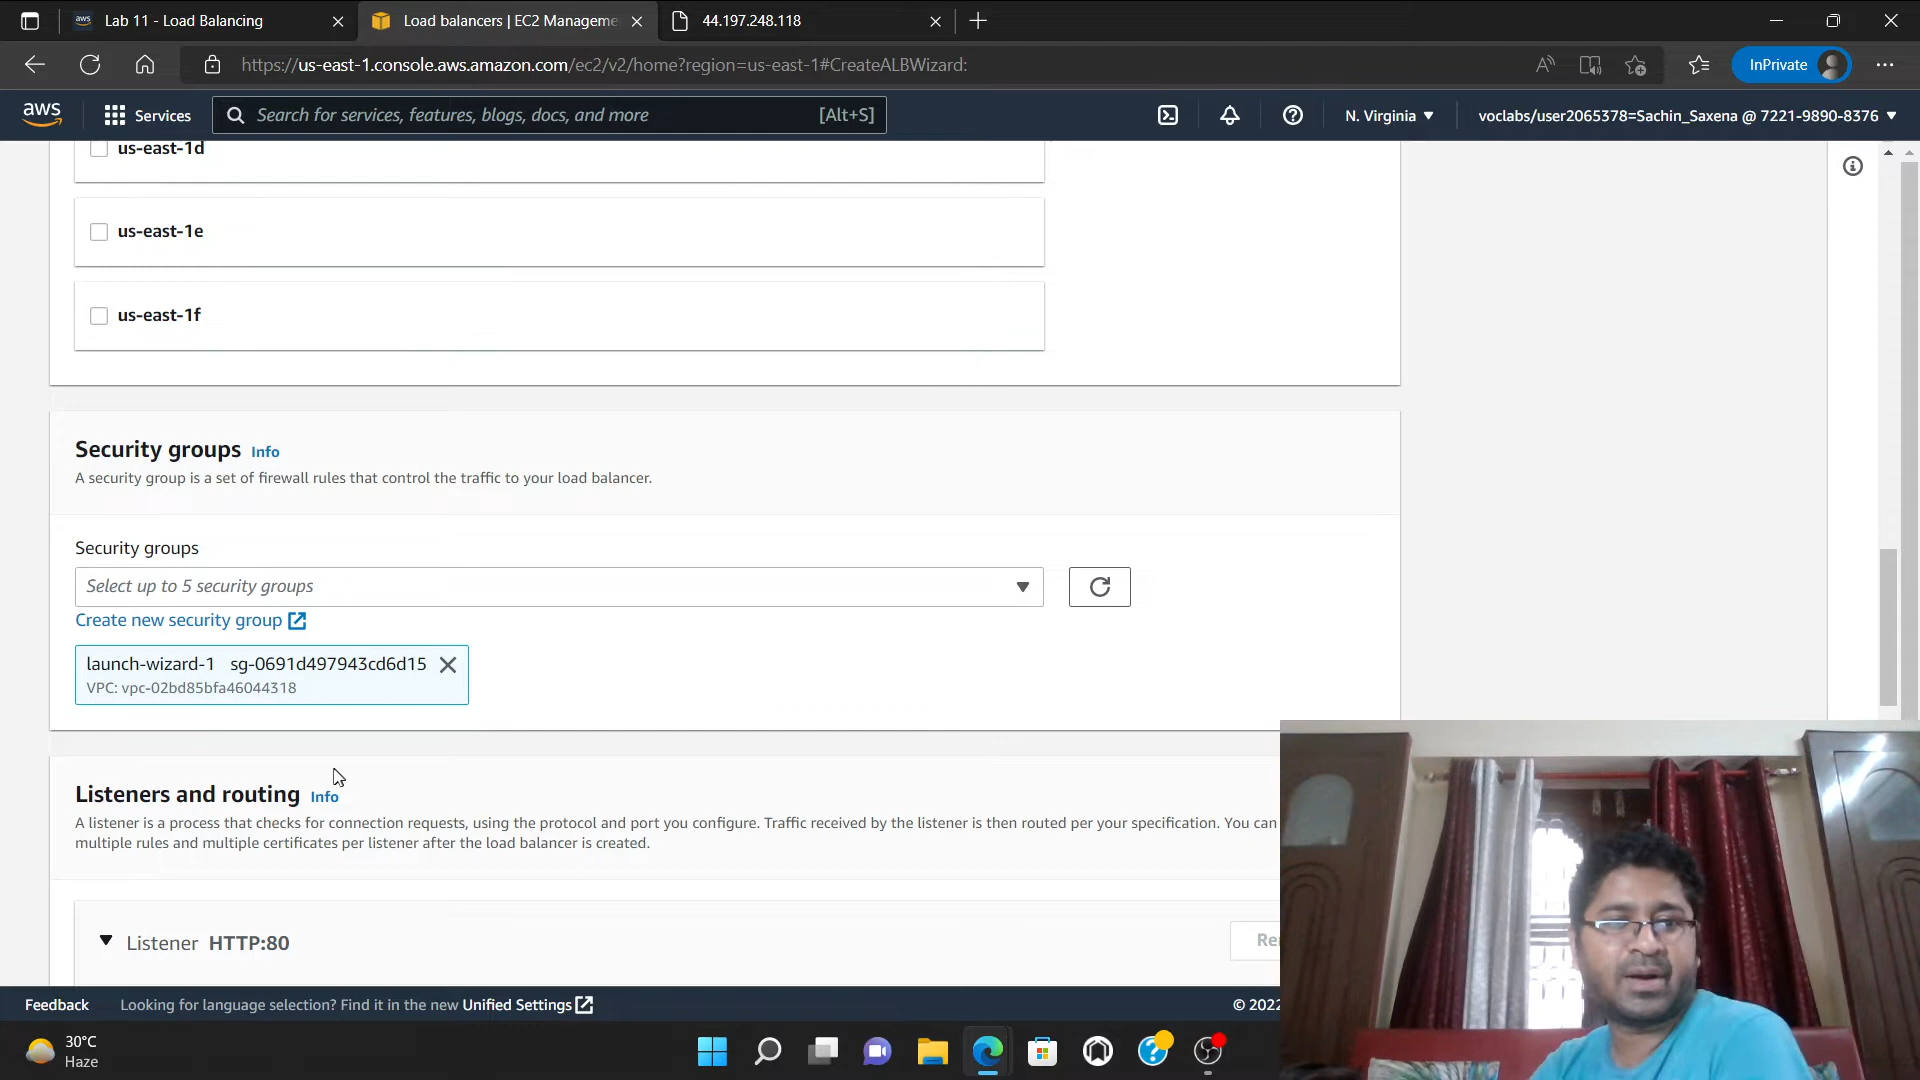 Lab 11 - Load Balancing
Load balancers | EC2 Manageme
44.197.248.118
https://us-east-1.console.aws.amazon.com/ec2/v2/home?region=us-east-1#CreateALBWizard:
InPrivate
aws
Services
Search for services, features, blogs, docs, and more
[Alt+S]
N. Virginia
voclabs/user2065378=Sachin_Saxena @ 7221-9890-8376
us-east-1d
us-east-1e
us-east-1f
Security groups Info
A security group is a set of firewall rules that control the traffic to your load balancer.
Security groups
Select up to 5 security groups
Create new security group
launch-wizard-1 sg-0691d497943cd6d15
VPC: vpc-02bd85bfa46044318
Listeners and routing Info
A listener is a process that checks for connection requests, using the protocol and port you configure. Traffic received by the listener is then routed per your specification. You can
multiple rules and multiple certificates per listener after the load balancer is created.
Listener HTTP:80
Re
Feedback
Looking for language selection? Find it in the new Unified Settings
© 2022
30°C
Haze